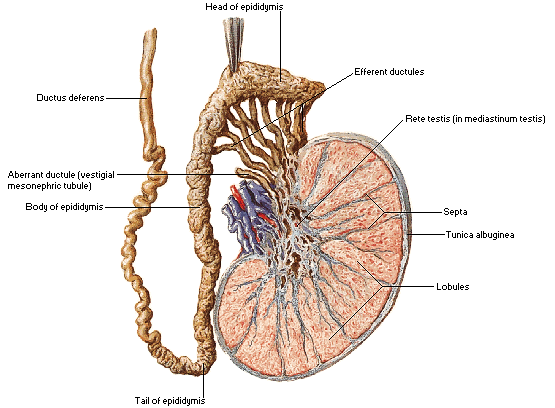 Head of epididymis
Efferent ductules
Ductus deferens
Rete testis (in mediastinum testis)
Aberrant ductule (vestigial
mesonephric tubule)
Body of epididymis
Septa
Tunica albuginea
Lobules
Tail of epididymis